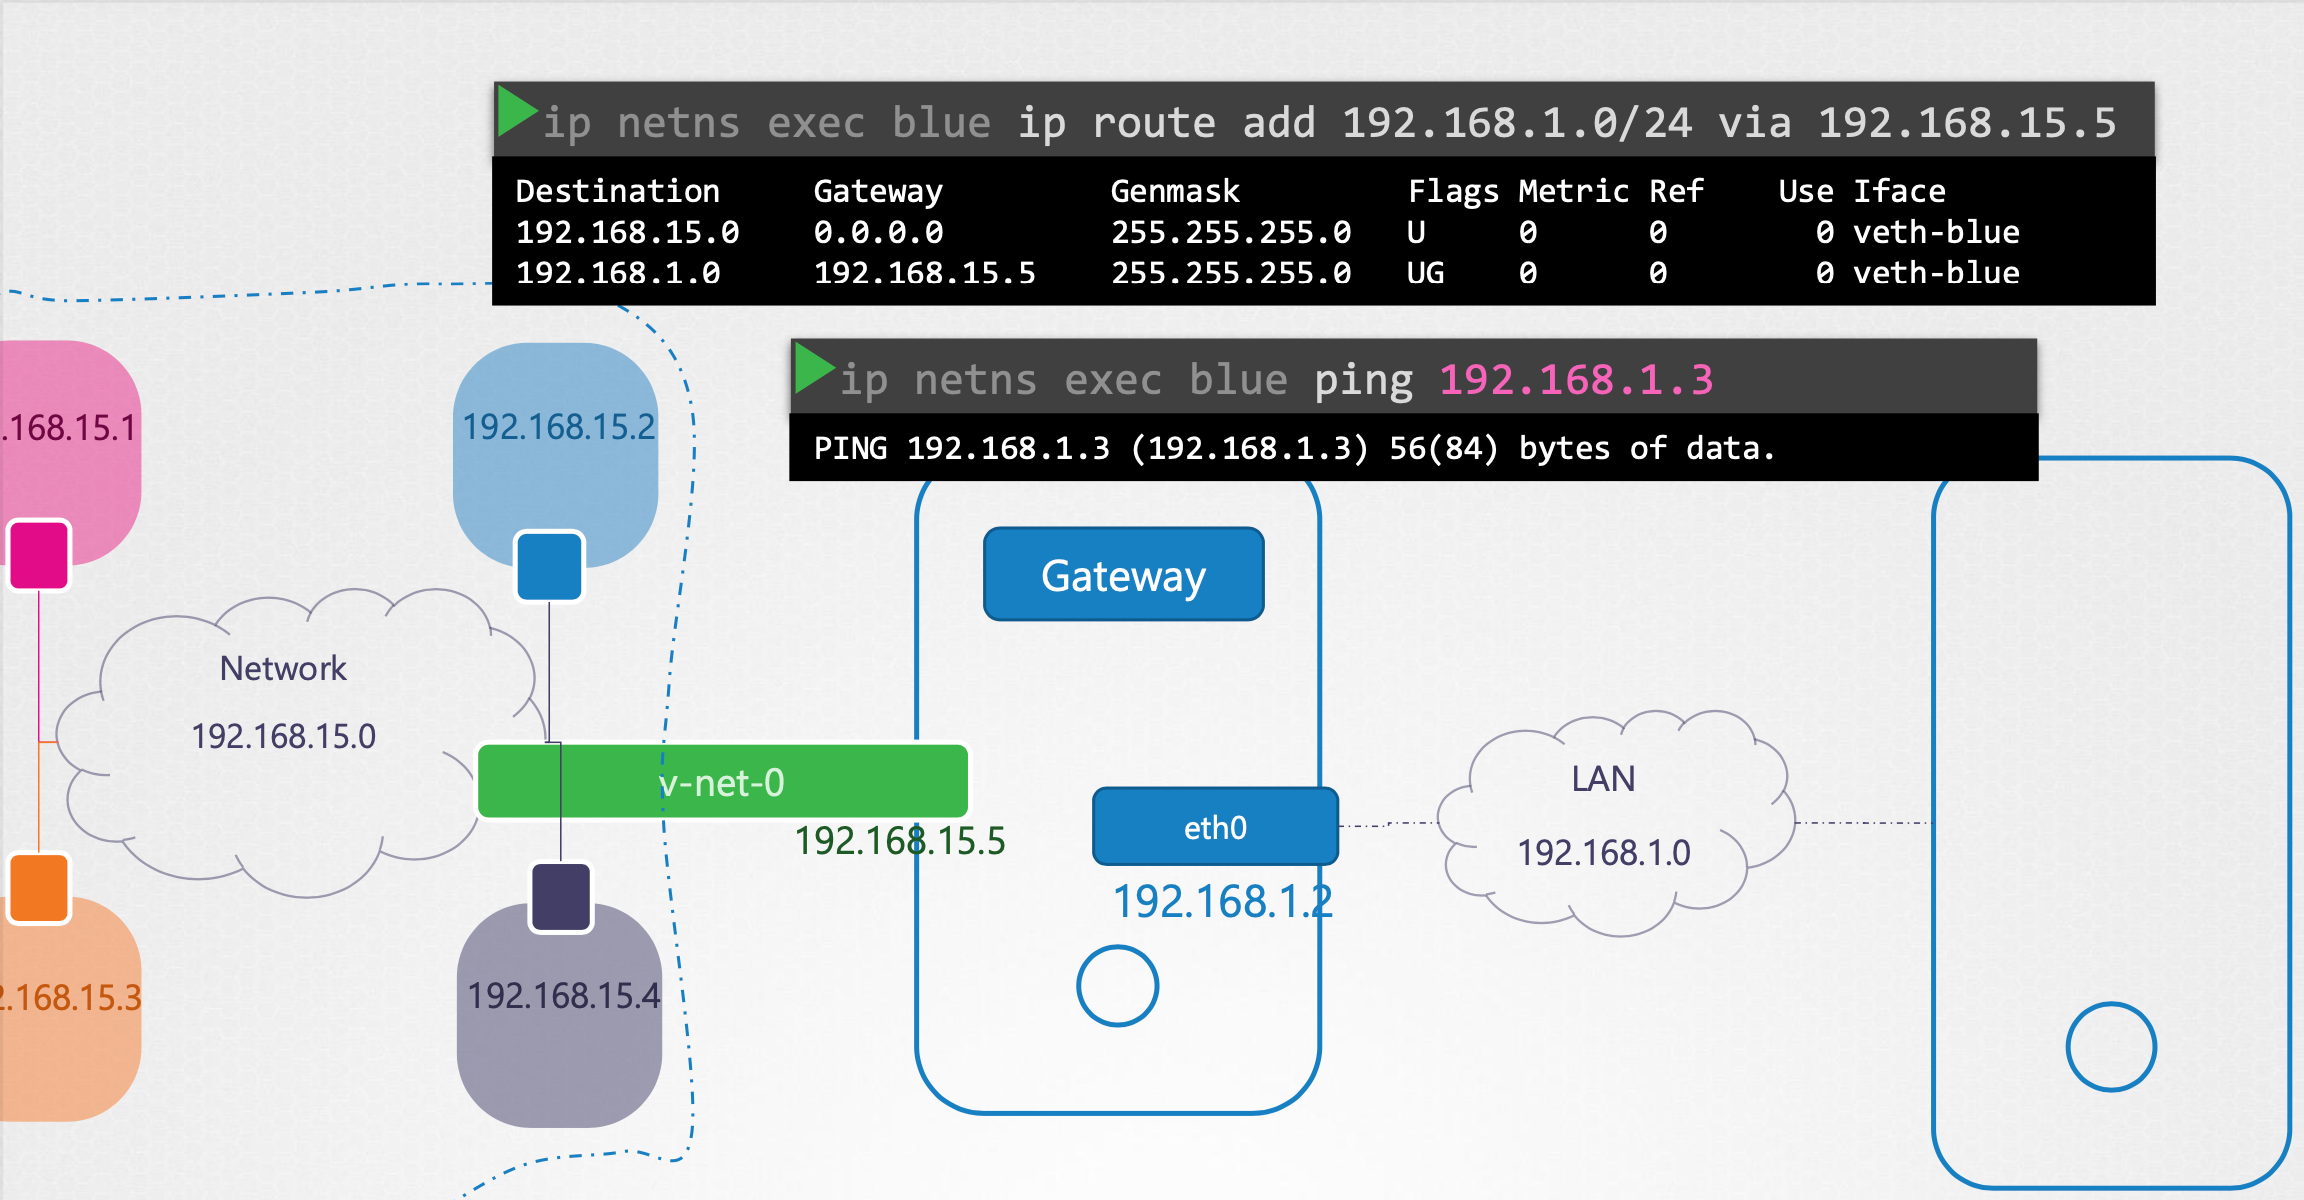 ip netns exec blue ip route add 192.168.1.0/24 via 192.168.15.5
Destination Gateway Genmask Flags Metric Ref Use Iface
192.168.15.0 0.0.0.0 255.255.255.0 U 0 0 0 veth-blue
192.168.1.0 192.168.15.5 255.255.255.0 UG 0 0 0 veth-blue
ip netns exec blue ping 192.168.1.3
PING 192.168.1.3 (192.168.1.3) 56(84) bytes of data.
.168.15.1
192.168.15.2
Gateway
Network
192.168.15.0
v-net-0
192.168.15.5
eth0
192.168.1.2
LAN
192.168.1.0
2.168.15.3
192.168.15.4